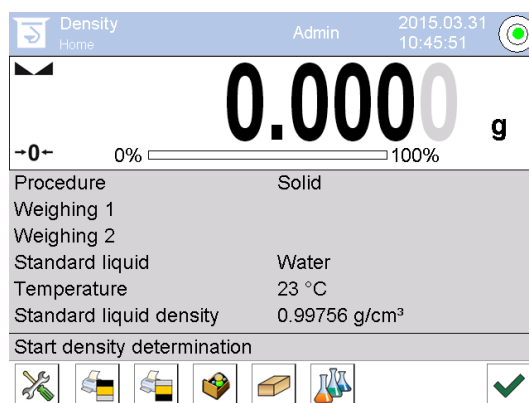 Density
Home
Admin
2015.03.31
10:45:51
0.0000 g
→0←
0% 100%
Procedure Solid
Weighing 1
Weighing 2
Standard liquid Water
Temperature 23 °C
Standard liquid density 0.99756 g/cm³
Start density determination